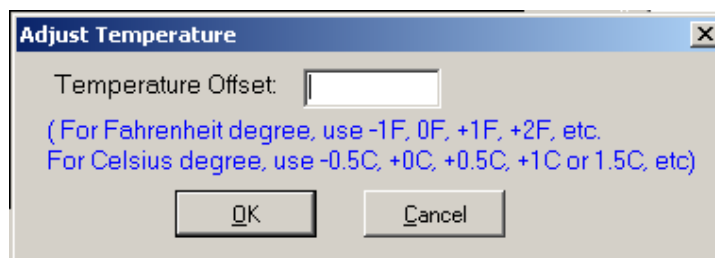 Adjust Temperature
Temperature Offset:
( For Fahrenheit degree, use -1F, 0F, +1F, +2F, etc.
For Celsius degree, use -0.5C, +0C, +0.5C, +1C or 1.5C, etc)
OK Cancel